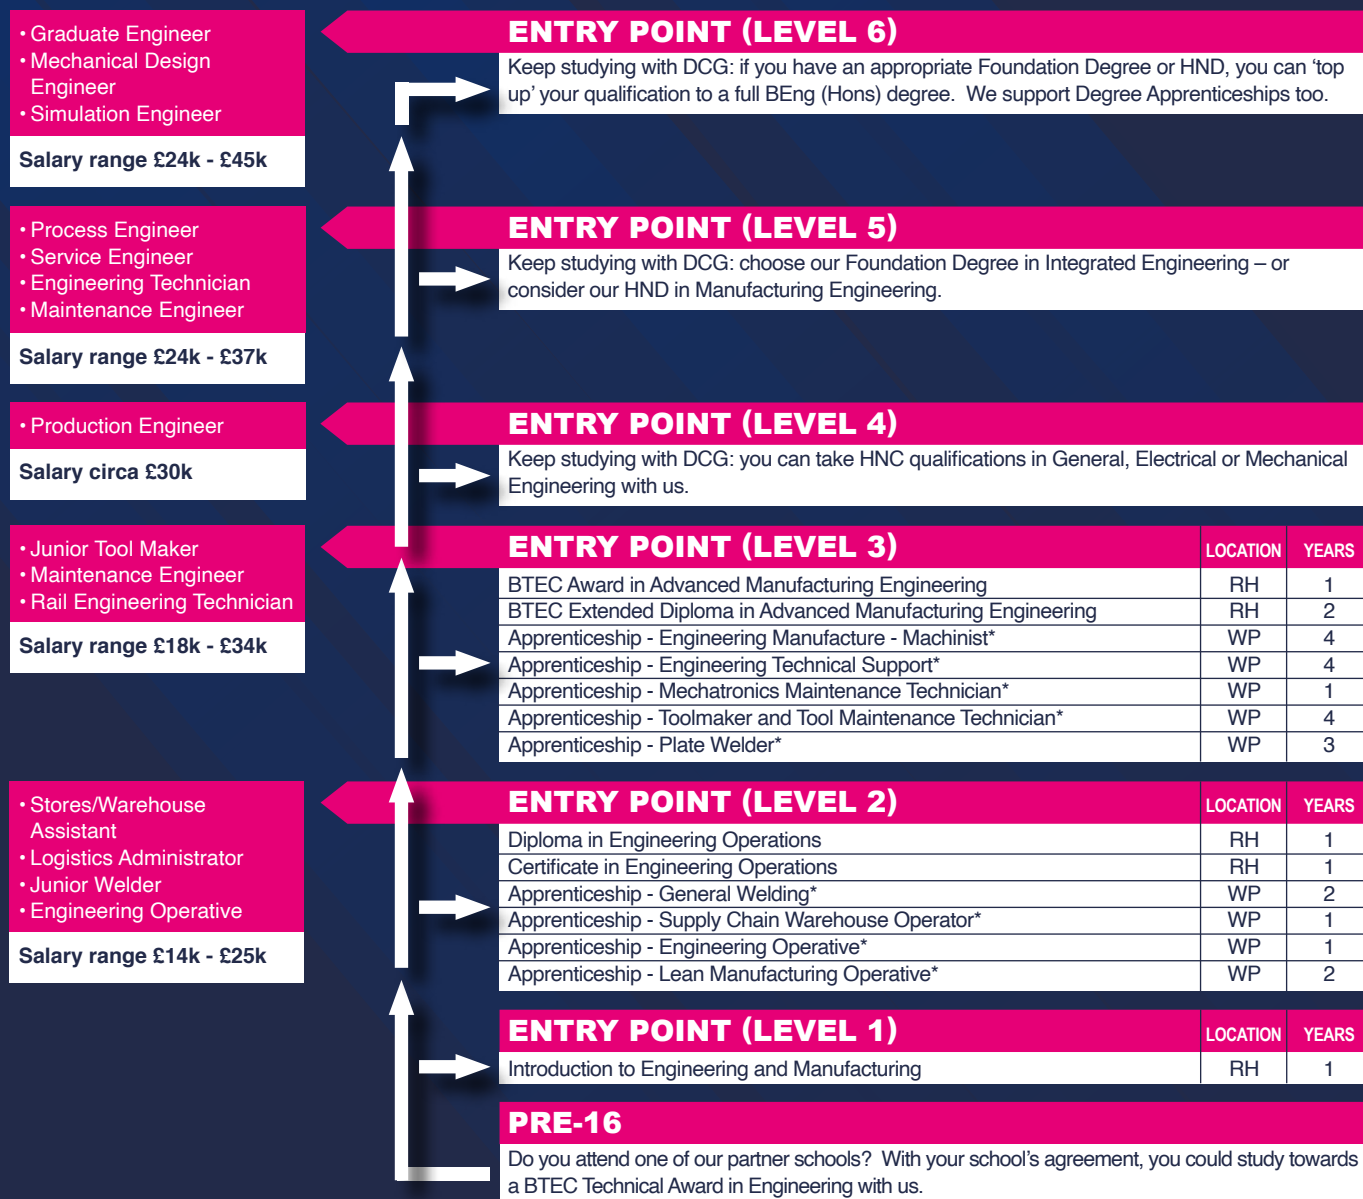 • Graduate Engineer
• Mechanical Design
Engineer
• Simulation Engineer
Salary range £24k - £45k
ENTRY POINT (LEVEL 6)
Keep studying with DCG: if you have an appropriate Foundation Degree or HND, you can ‘top
up’ your qualification to a full BEng (Hons) degree.  We support Degree Apprenticeships too.
• Process Engineer
• Service Engineer
• Engineering Technician
• Maintenance Engineer
Salary range £24k - £37k
ENTRY POINT (LEVEL 5)
Keep studying with DCG: choose our Foundation Degree in Integrated Engineering – or
consider our HND in Manufacturing Engineering.
• Production Engineer
Salary circa £30k
ENTRY POINT (LEVEL 4)
Keep studying with DCG: you can take HNC qualifications in General, Electrical or Mechanical
Engineering with us.
• Junior Tool Maker
• Maintenance Engineer
• Rail Engineering Technician
Salary range £18k - £34k
ENTRY POINT (LEVEL 3) LOCATION YEARS
BTEC Award in Advanced Manufacturing Engineering RH 1
BTEC Extended Diploma in Advanced Manufacturing Engineering RH 2
Apprenticeship - Engineering Manufacture - Machinist* WP 4
Apprenticeship - Engineering Technical Support* WP 4
Apprenticeship - Mechatronics Maintenance Technician* WP 1
Apprenticeship - Toolmaker and Tool Maintenance Technician* WP 4
Apprenticeship - Plate Welder* WP 3
• Stores/Warehouse
Assistant
• Logistics Administrator
• Junior Welder
• Engineering Operative
Salary range £14k - £25k
ENTRY POINT (LEVEL 2) LOCATION YEARS
Diploma in Engineering Operations RH 1
Certificate in Engineering Operations RH 1
Apprenticeship - General Welding* WP 2
Apprenticeship - Supply Chain Warehouse Operator* WP 1
Apprenticeship - Engineering Operative* WP 1
Apprenticeship - Lean Manufacturing Operative* WP 2
ENTRY POINT (LEVEL 1) LOCATION YEARS
Introduction to Engineering and Manufacturing RH 1
PRE-16
Do you attend one of our partner schools?  With your school’s agreement, you could study towards
a BTEC Technical Award in Engineering with us.